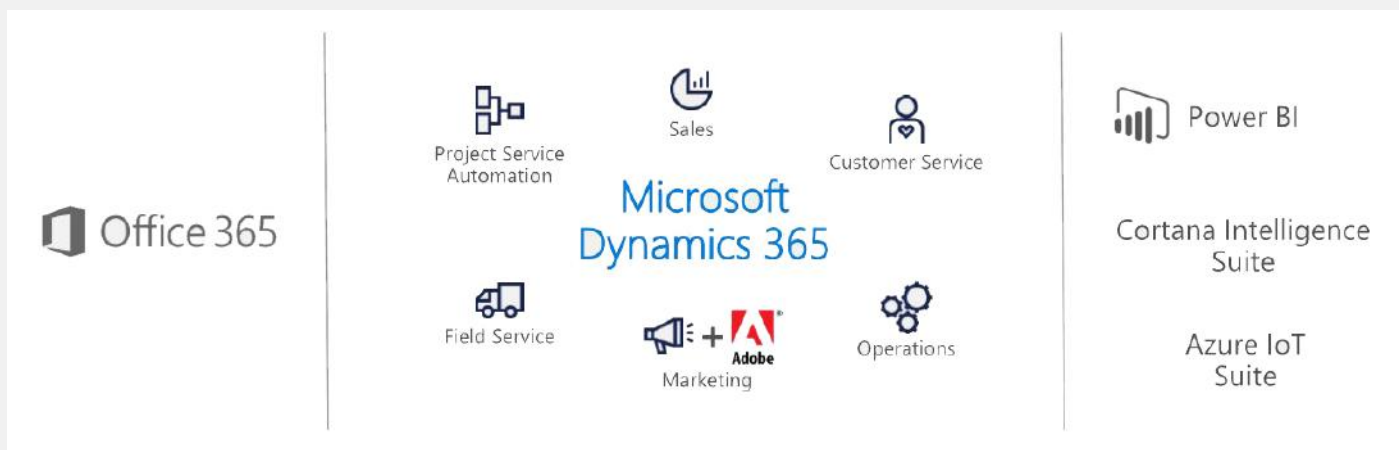 Office 365
Project Service
Automation
Sales
Customer Service
Microsoft
Dynamics 365
Field Service
+
Adobe
®
Marketing
Operations
Power BI
Cortana Intelligence
Suite
Azure IoT
Suite